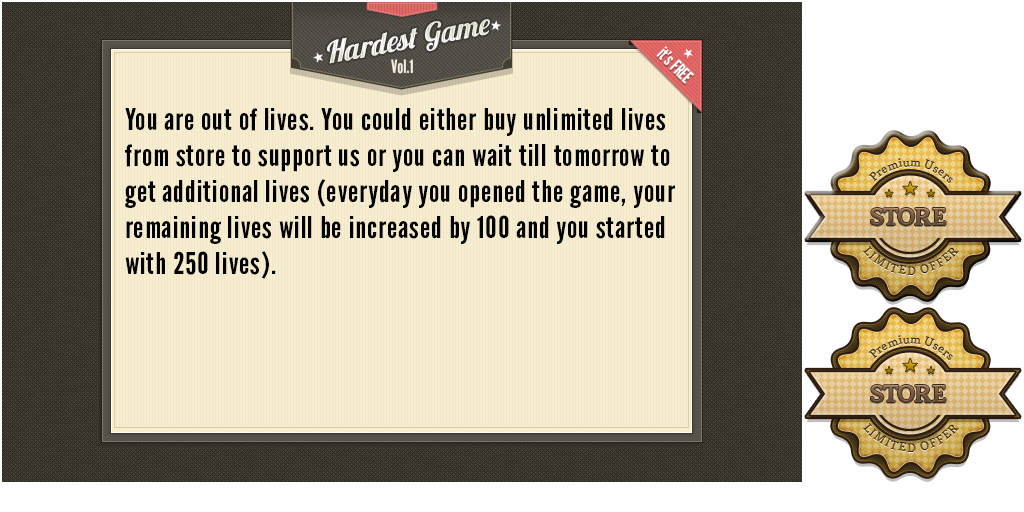 Hardest Game
Vol.1
it's FREE
You are out of lives. You could either buy unlimited lives
from store to support us or you can wait till tomorrow to
get additional lives (everyday you opened the game, your
remaining lives will be increased by 100 and you started
with 250 lives).
Premium Users
STORE
LIMITED OFFER
Premium Users
STORE
LIMITED OFFER